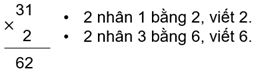 31
×
2
62
• 2 nhân 1 bằng 2, viết 2.
• 2 nhân 3 bằng 6, viết 6.